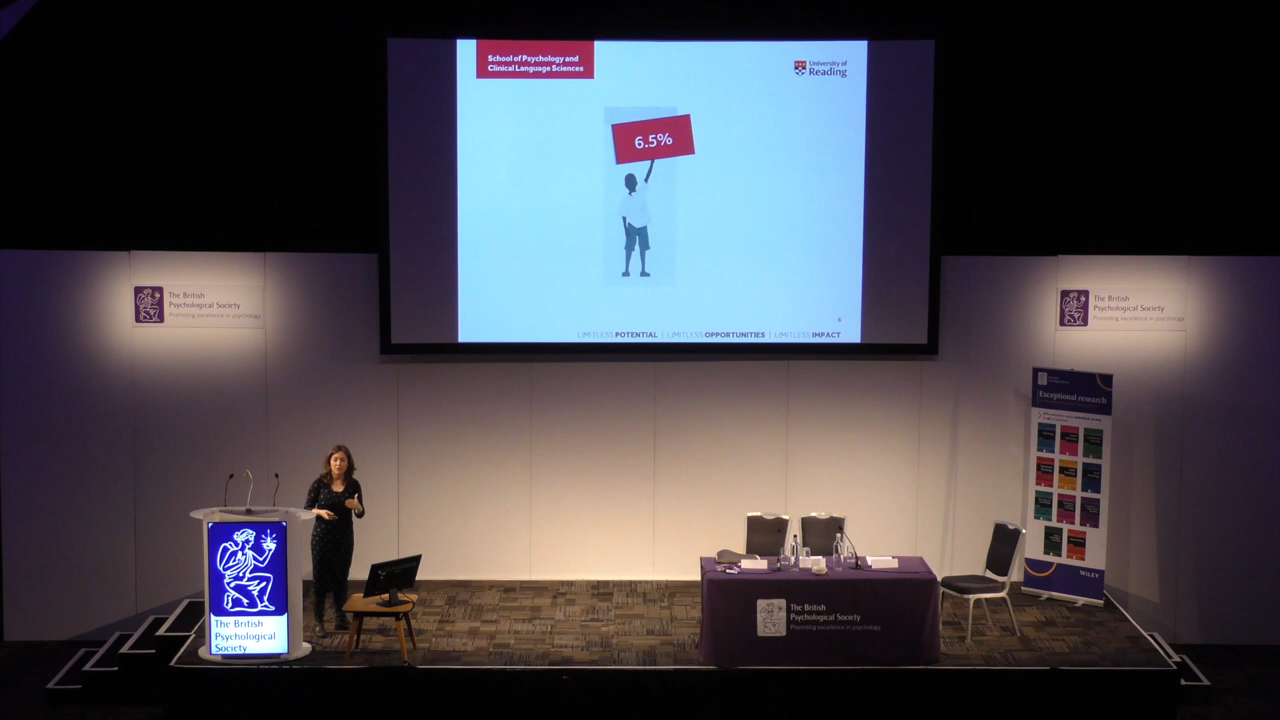 School of Psychology and
Clinical Language Sciences
University of
Reading
6.5%
6
LIMITLESS POTENTIAL | LIMITLESS OPPORTUNITIES | LIMITLESS IMPACT
The British
Psychological Society
Promoting excellence in psychology
The British
Psychological Society
Promoting excellence in psychology
Exceptional research
WILEY
The British
Psychological
Society
The British
Psychological Society
Promoting excellence in psychology